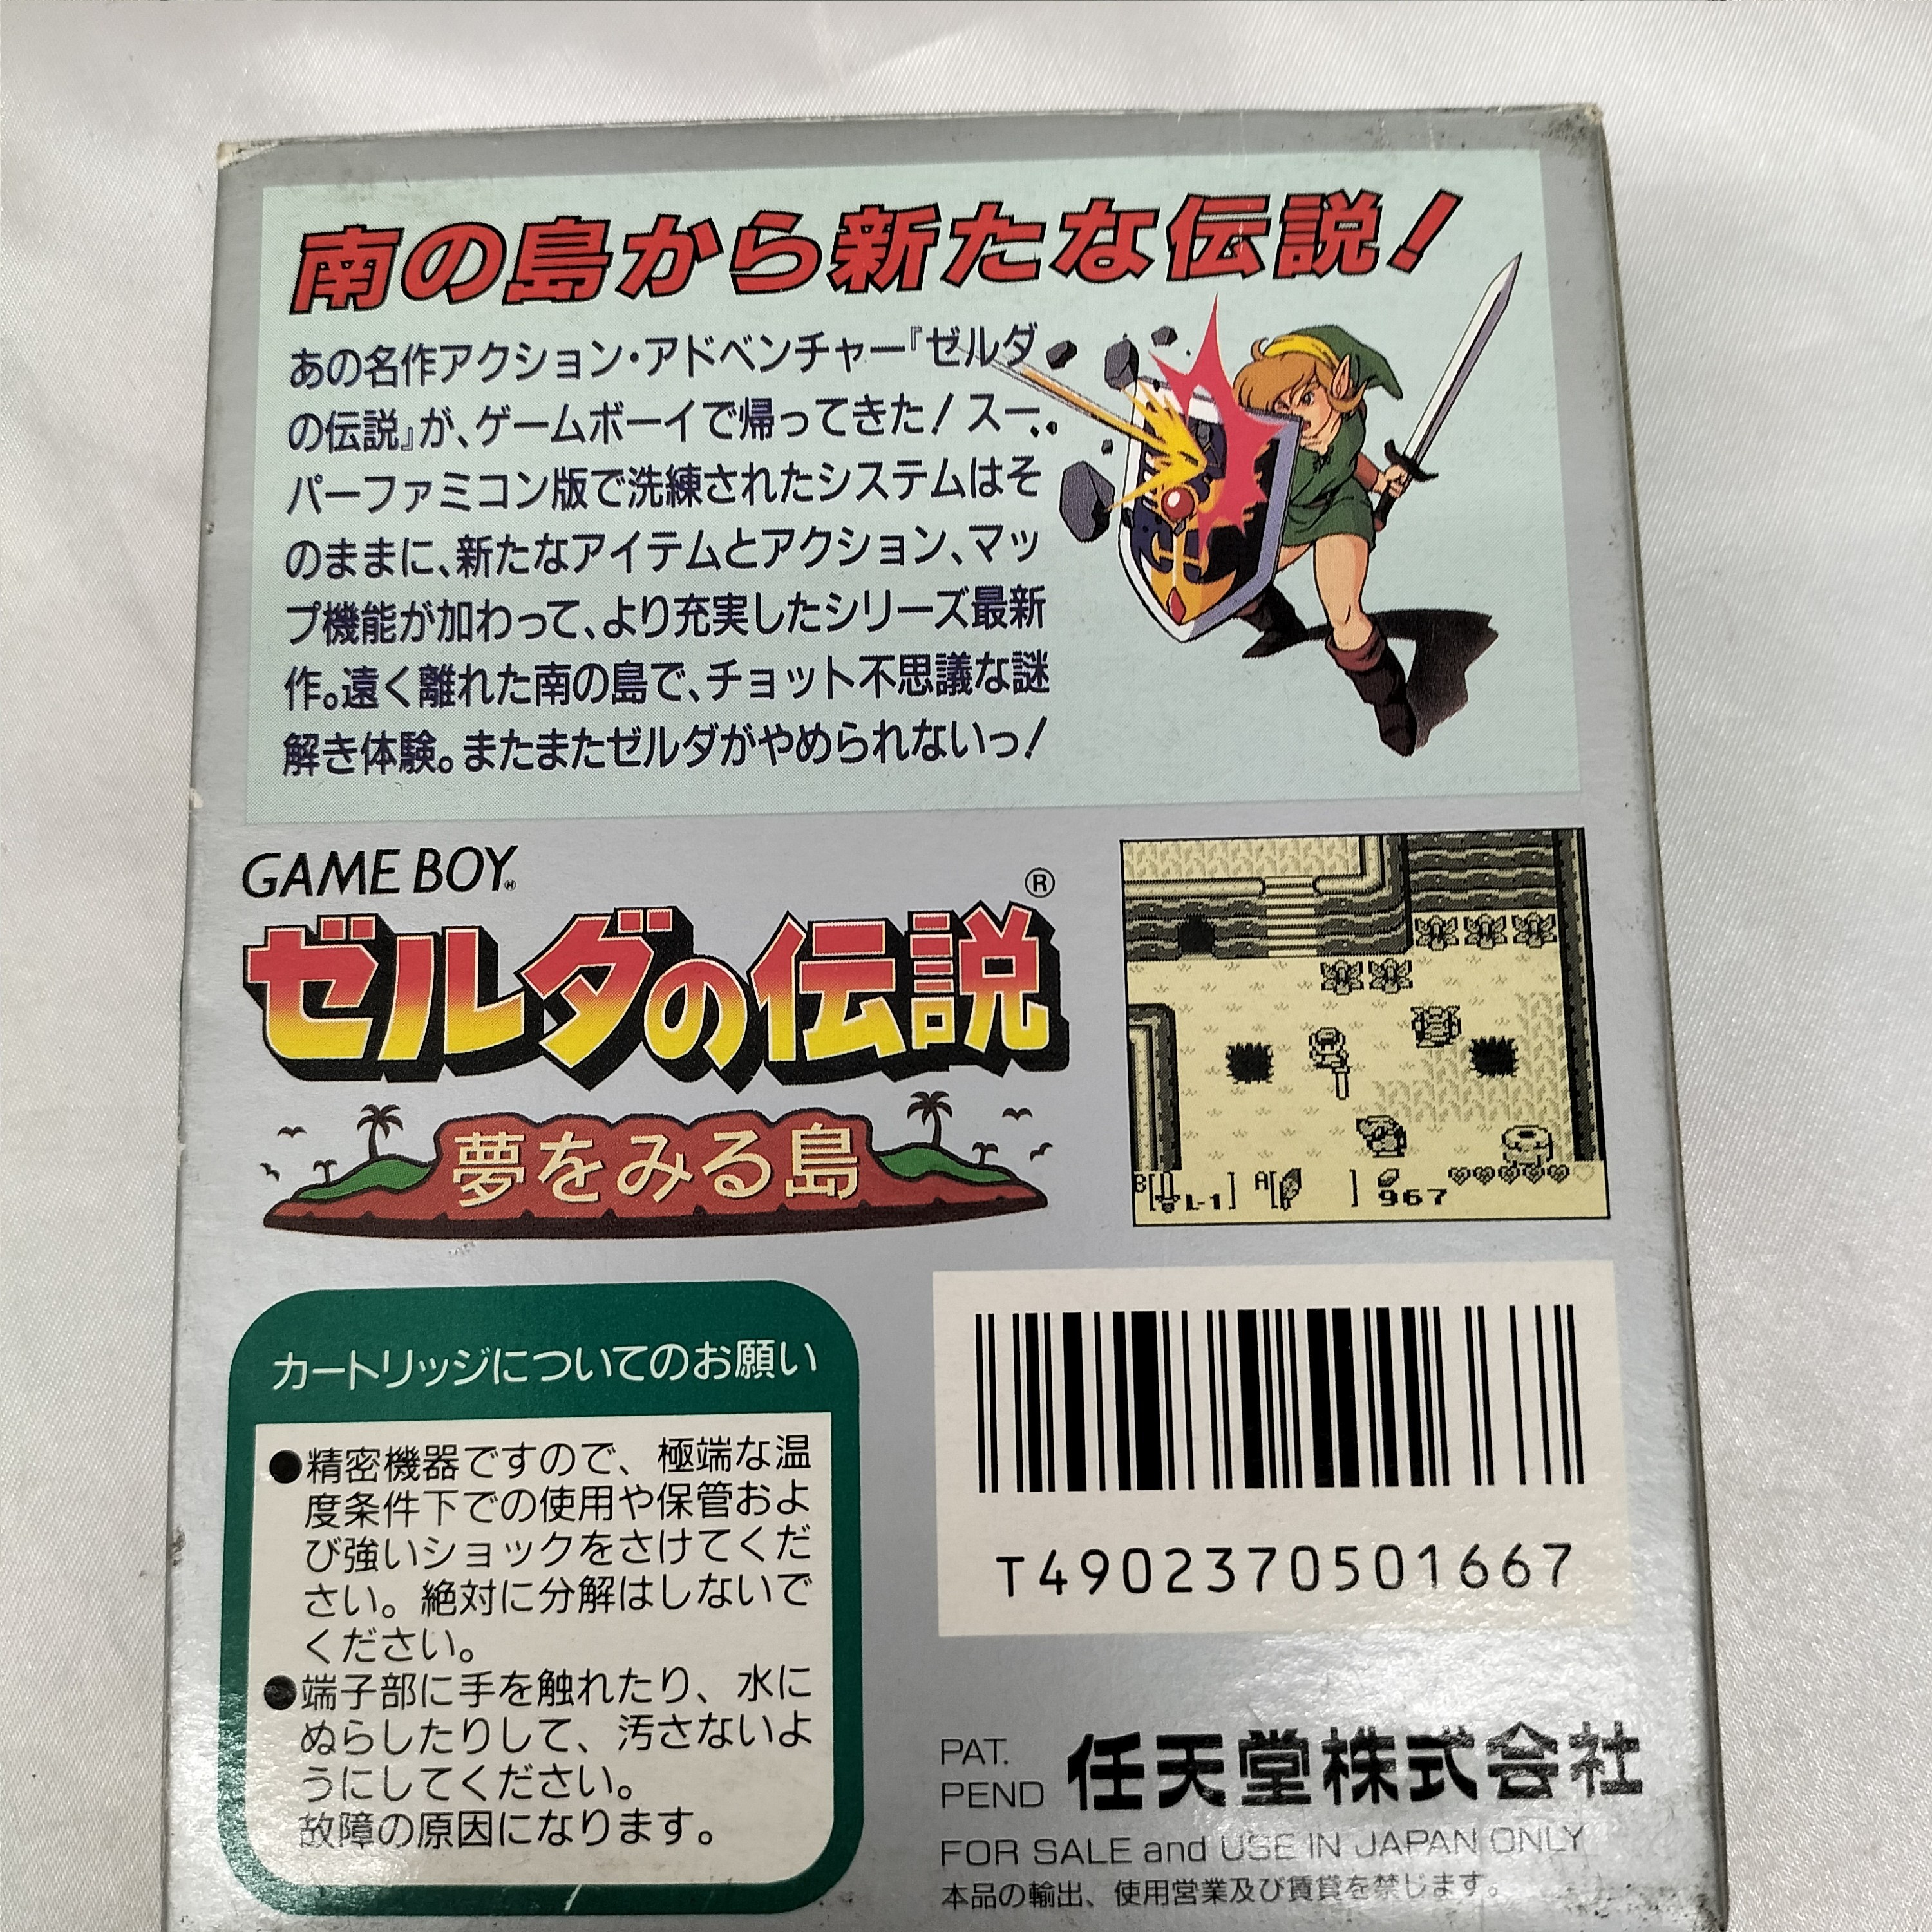 南の島から新たな伝説!
あの名作アクション・アドベンチャー『ゼルダ
の伝説』が、ゲームボーイで帰ってきた!スー
パーファミコン版で洗練されたシステムはそ
のままに、新たなアイテムとアクション、マッ
プ機能が加わって、より充実したシリーズ最新
作。遠く離れた南の島で、チョット不思議な謎
解き体験。またまたゼルダがやめられないっ!
GAME BOY
®
ゼルダの伝説
夢をみる島
B[ L-1] A[ ] 967
カートリッジについてのお願い
●精密機器ですので、極端な温
度条件下での使用や保管およ
び強いショックをさけてくだ
さい。絶対に分解はしないで
ください。
●端子部に手を触れたり、水に
ぬらしたりして、汚さないよ
うにしてください。
故障の原因になります。
T4902370501667
PAT.
PEND
任天堂株式会社
FOR SALE and USE IN JAPAN ONLY
本品の輸出、使用営業及び賃貸を禁じます。